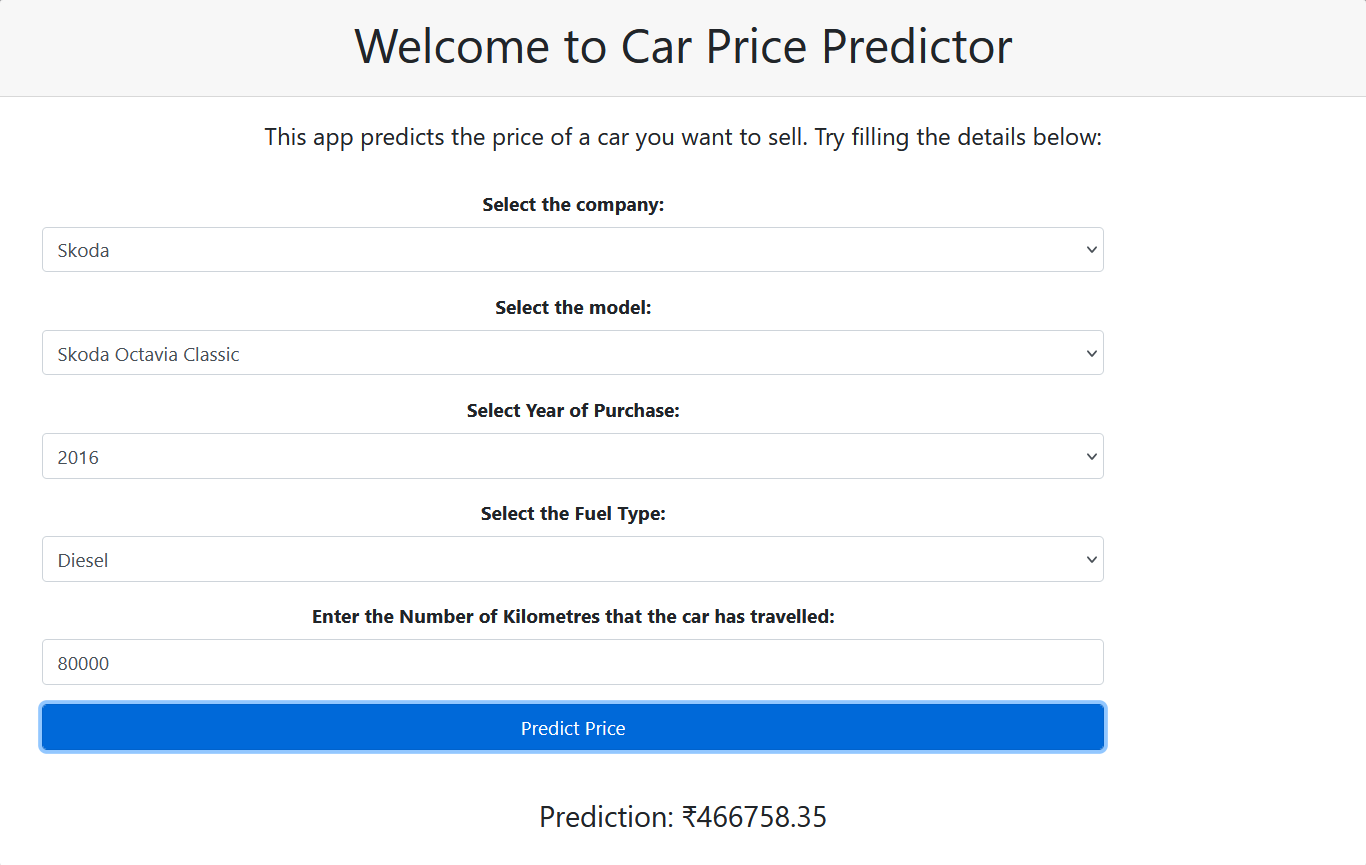 Welcome to Car Price Predictor
This app predicts the price of a car you want to sell. Try filling the details below:
Select the company:
Skoda
Select the model:
Skoda Octavia Classic
Select Year of Purchase:
2016
Select the Fuel Type:
Diesel
Enter the Number of Kilometres that the car has travelled:
80000
Predict Price
Prediction: ₹466758.35